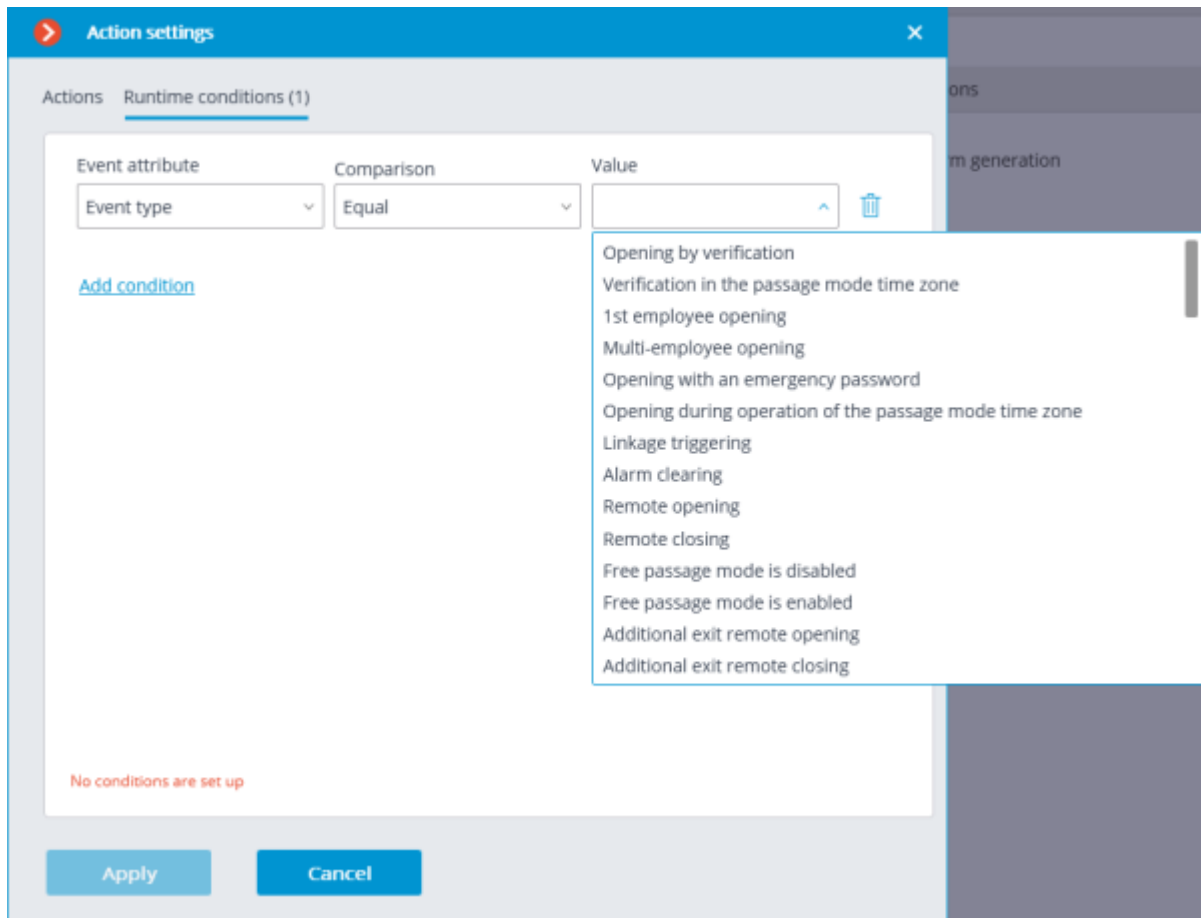 Action settings
Actions Runtime conditions (1)
Event attribute Comparison Value
Event type Equal
Add condition
Opening by verification
Verification in the passage mode time zone
1st employee opening
Multi-employee opening
Opening with an emergency password
Opening during operation of the passage mode time zone
Linkage triggering
Alarm clearing
Remote opening
Remote closing
Free passage mode is disabled
Free passage mode is enabled
Additional exit remote opening
Additional exit remote closing
No conditions are set up
Apply Cancel
ons
m generation